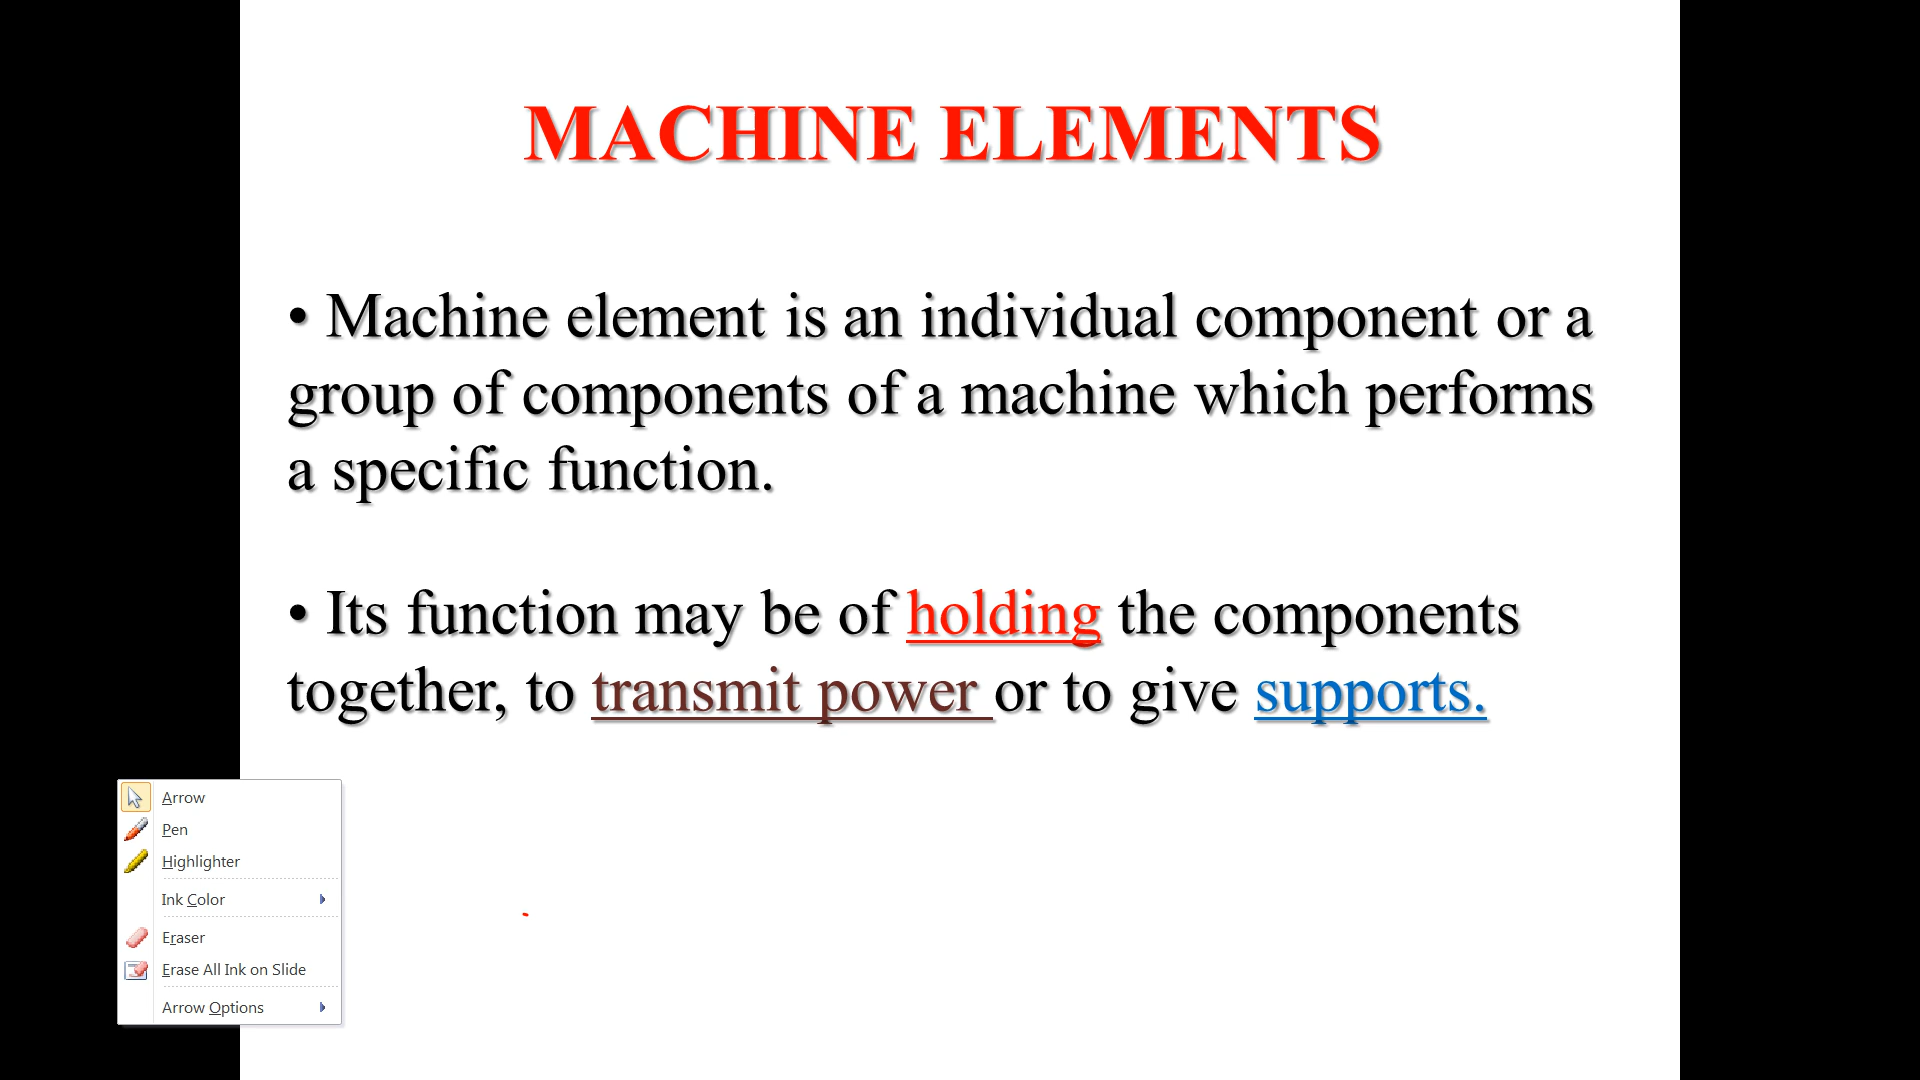 MACHINE ELEMENTS
• Machine element is an individual component or a
group of components of a machine which performs
a specific function.
• Its function may be of holding the components
together, to transmit power or to give supports.
Arrow
Pen
Highlighter
Ink Color
Eraser
Erase All Ink on Slide
Arrow Options